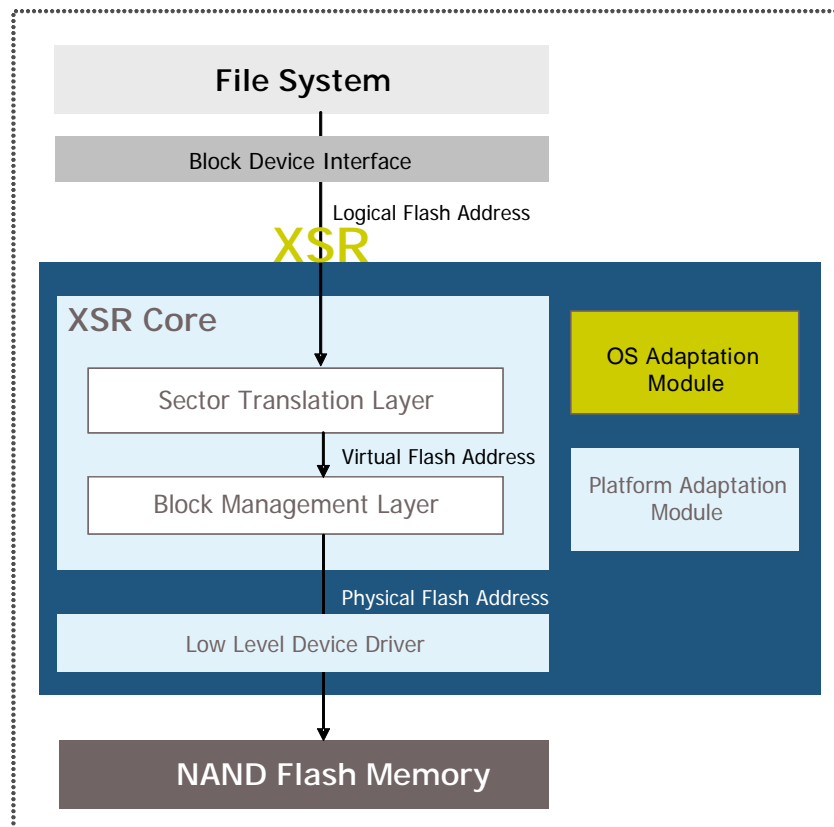 File System
Block Device Interface
Logical Flash Address
XSR
XSR Core
OS Adaptation
Module
Sector Translation Layer
Virtual Flash Address
Block Management Layer
Platform Adaptation
Module
Physical Flash Address
Low Level Device Driver
NAND Flash Memory